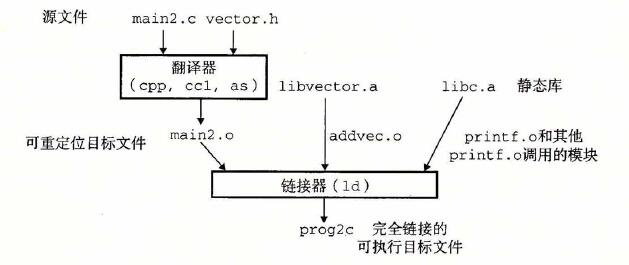 源文件 main2.c vector.h
翻译器
(cpp, cc1, as)
libvector.a
libc.a 静态库
可重定位目标文件
main2.o
addvec.o
printf.o和其他
printf.o调用的模块
链接器(ld)
prog2c
完全链接的
可执行目标文件